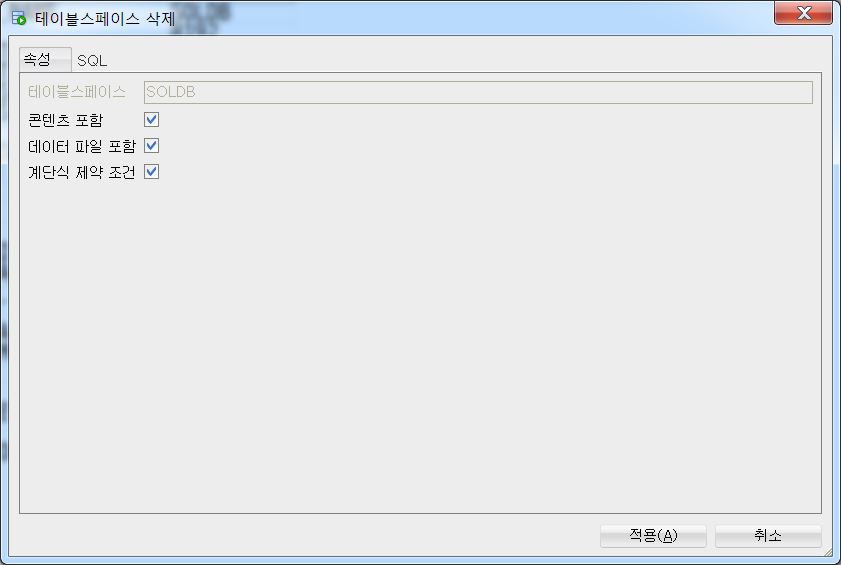 테이블스페이스 삭제
속성 SQL
테이블스페이스 SOLDB
콘텐츠 포함
데이터 파일 포함
계단식 제약 조건
적용(A) 취소